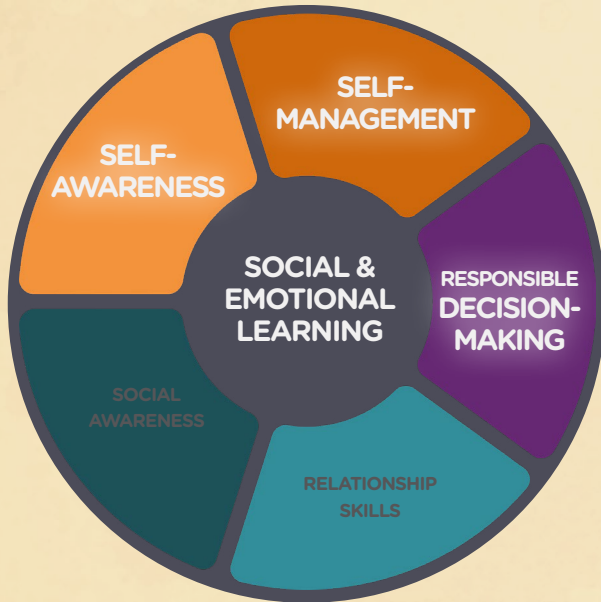 SELF-
MANAGEMENT
SELF-
AWARENESS
SOCIAL &
EMOTIONAL
LEARNING
RESPONSIBLE
DECISION-
MAKING
SOCIAL
AWARENESS
RELATIONSHIP
SKILLS